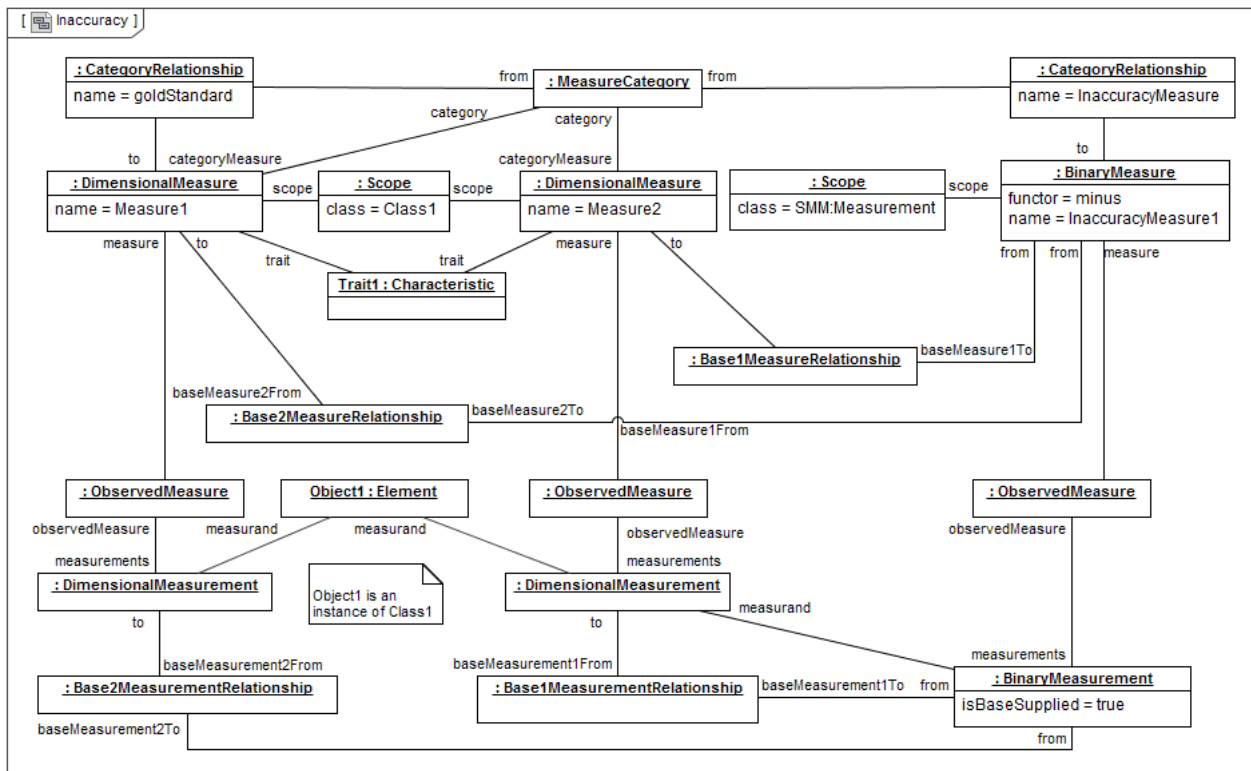 [ Inaccuracy ]
: CategoryRelationship
name = goldStandard
from
: MeasureCategory
from
: CategoryRelationship
name = InaccuracyMeasure
category
category
to
categoryMeasure
categoryMeasure
to
: DimensionalMeasure
name = Measure1
scope
: Scope
class = Class1
scope
: DimensionalMeasure
name = Measure2
: Scope
class = SMM:Measurement
scope
: BinaryMeasure
functor = minus
name = InaccuracyMeasure1
measure
to
trait
trait
measure
to
from
from
measure
Trait1 : Characteristic
: Base1MeasureRelationship
baseMeasure1To
baseMeasure2From
: Base2MeasureRelationship
baseMeasure2To
baseMeasure1From
: ObservedMeasure
Object1 : Element
: ObservedMeasure
: ObservedMeasure
observedMeasure
measurand
measurand
observedMeasure
observedMeasure
measurements
measurements
: DimensionalMeasurement
Object1 is an
instance of Class1
: DimensionalMeasurement
measurand
to
to
baseMeasurement2From
baseMeasurement1From
measurements
: Base2MeasurementRelationship
: Base1MeasurementRelationship
baseMeasurement1To
from
: BinaryMeasurement
isBaseSupplied = true
baseMeasurement2To
from